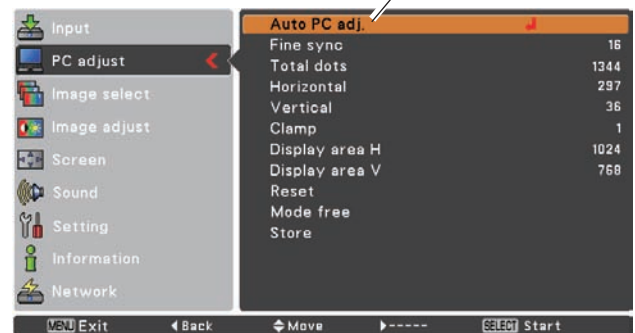 Input
PC adjust
Image select
Image adjust
Screen
Sound
Setting
Information
Network
Auto PC adj.
Fine sync 16
Total dots 1344
Horizontal 297
Vertical 36
Clamp 1
Display area H 1024
Display area V 768
Reset
Mode free
Store
MENU Exit ◀Back Move ▶----- SELECT Start